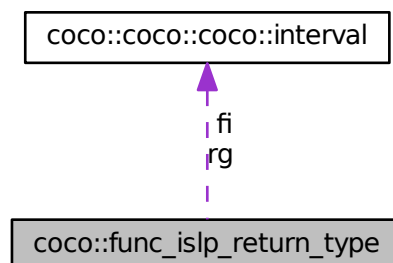 coco::coco::coco::interval
fi
rg
coco::func_islp_return_type